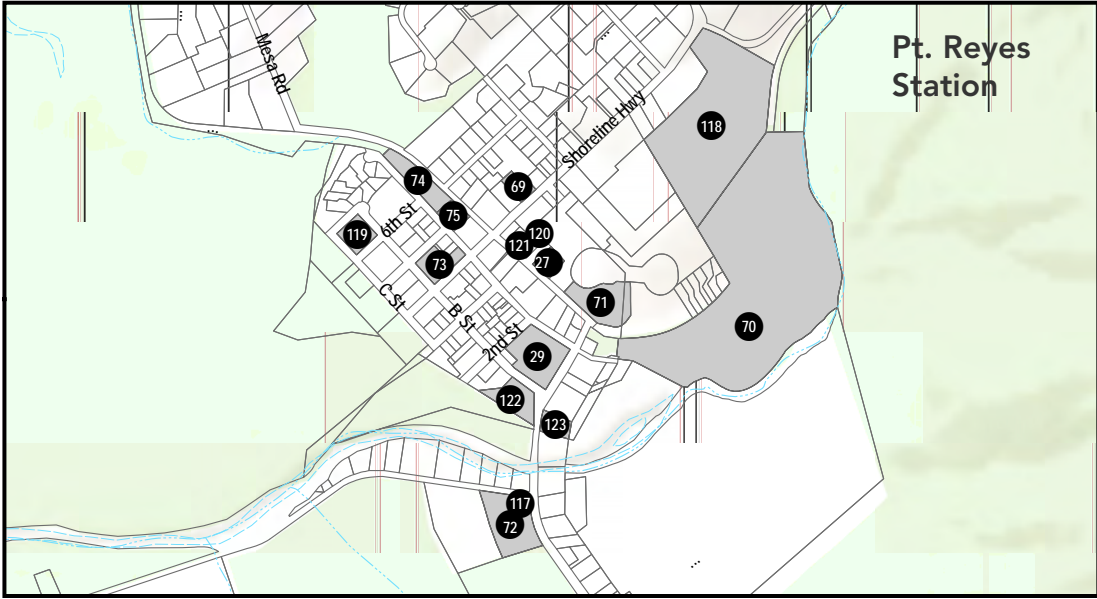 Pt. Reyes
Station
Mesa Rd
Shoreline Hwy
118
74
69
75
6th St
119
120
121
27
73
C St
71
B St
70
2nd St
29
122
123
117
72